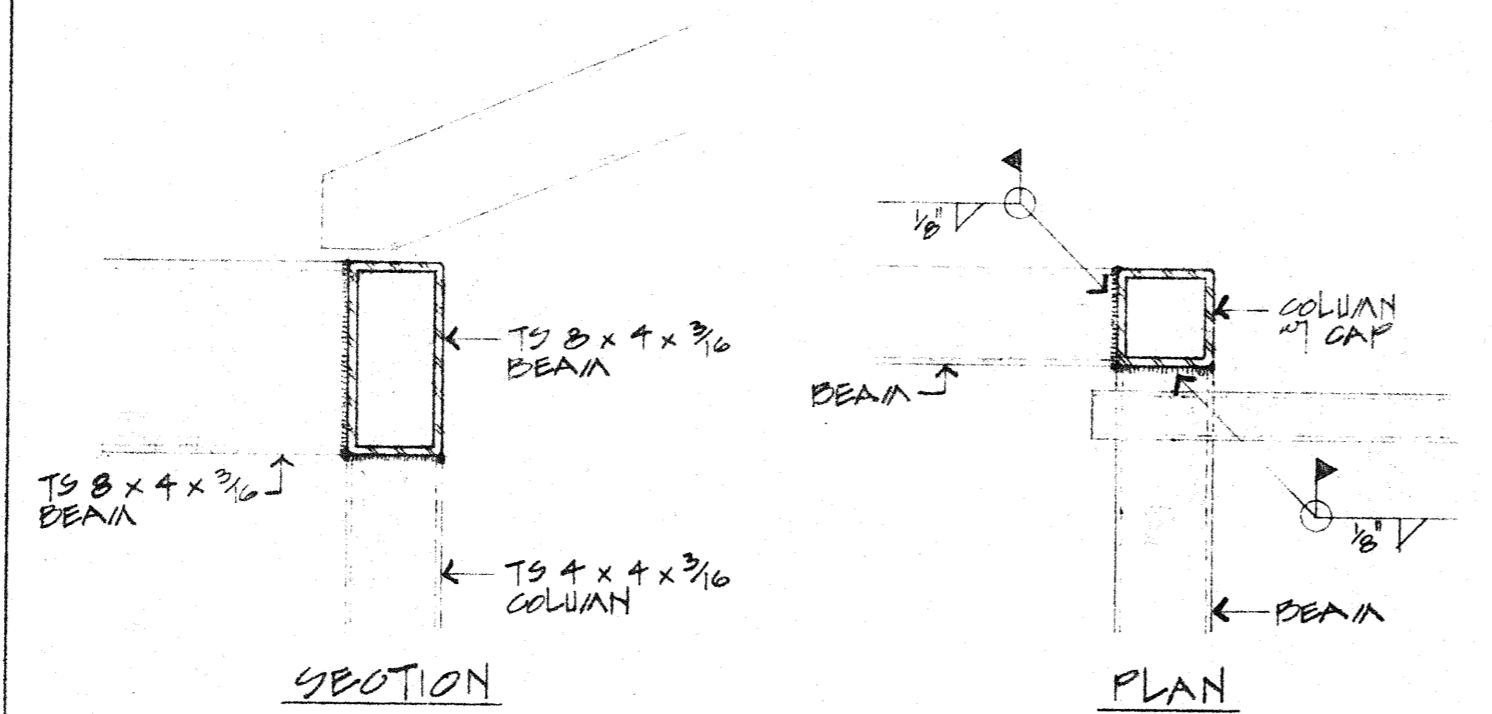 TS 8 x 4 x 3/16
BEAM
TS 8 x 4 x 3/16
BEAM
TS 4 x 4 x 3/16
COLUMN
SECTION
1/8"
COLUMN
w/ CAP
BEAM
1/8"
BEAM
PLAN